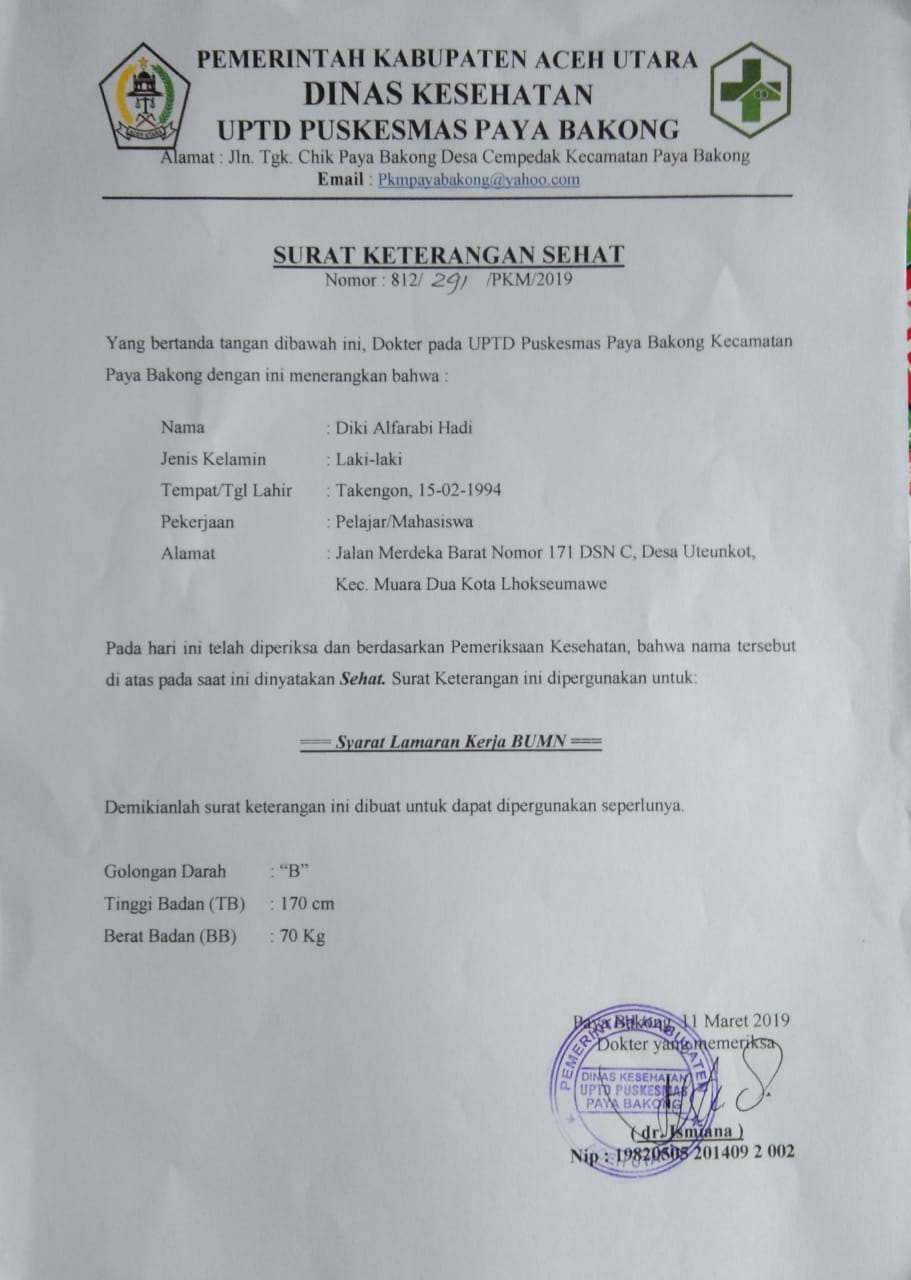 PEMERINTAH KABUPATEN ACEH UTARA
DINAS KESEHATAN
UPTD PUSKESMAS PAYA BAKONG
Alamat : Jln. Tgk. Chik Paya Bakong Desa Cempedak Kecamatan Paya Bakong
Email : Pkmpayabakong@yahoo.com
SURAT KETERANGAN SEHAT
Nomor : 812/ 291 /PKM/2019
Yang bertanda tangan dibawah ini, Dokter pada UPTD Puskesmas Paya Bakong Kecamatan
Paya Bakong dengan ini menerangkan bahwa :
Nama : Diki Alfarabi Hadi
Jenis Kelamin : Laki-laki
Tempat/Tgl Lahir : Takengon, 15-02-1994
Pekerjaan : Pelajar/Mahasiswa
Alamat : Jalan Merdeka Barat Nomor 171 DSN C, Desa Uteunkot,
Kec. Muara Dua Kota Lhokseumawe
Pada hari ini telah diperiksa dan berdasarkan Pemeriksaan Kesehatan, bahwa nama tersebut
di atas pada saat ini dinyatakan Sehat. Surat Keterangan ini dipergunakan untuk:
=== Syarat Lamaran Kerja BUMN ===
Demikianlah surat keterangan ini dibuat untuk dapat dipergunakan seperlunya.
Golongan Darah : “B”
Tinggi Badan (TB) : 170 cm
Berat Badan (BB) : 70 Kg
Paya Bakong, 11 Maret 2019
Dokter yang memeriksa
PEMERINTAH KABUPATEN
DINAS KESEHATAN
UPTD PUSKESMAS
PAYA BAKONG
( dr. Ismiana )
Nip : 19820505 201409 2 002